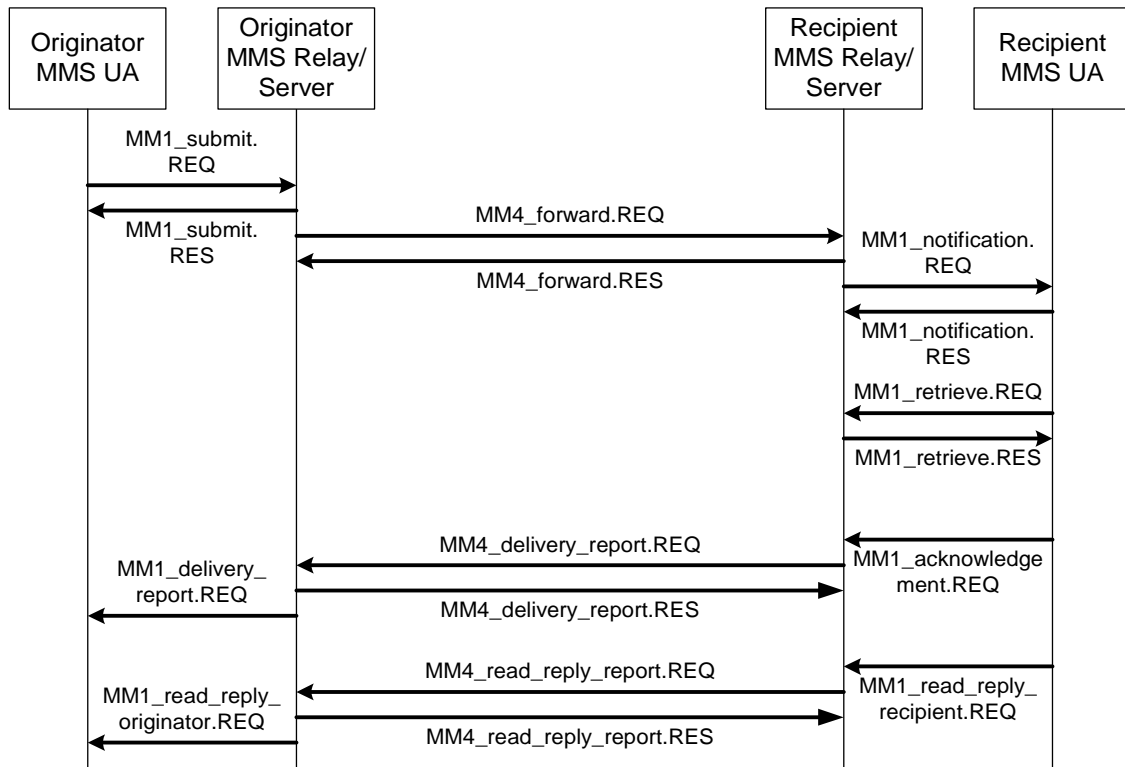 Originator
MMS UA
Originator
MMS Relay/
Server
Recipient
MMS Relay/
Server
Recipient
MMS UA
MM1_submit.
REQ
MM1_submit.
RES
MM4_forward.REQ
MM4_forward.RES
MM1_notification.
REQ
MM1_notification.
RES
MM1_retrieve.REQ
MM1_retrieve.RES
MM4_delivery_report.REQ
MM1_acknowledge
ment.REQ
MM1_delivery_
report.REQ
MM4_delivery_report.RES
MM4_read_reply_report.REQ
MM1_read_reply_
recipient.REQ
MM1_read_reply_
originator.REQ
MM4_read_reply_report.RES